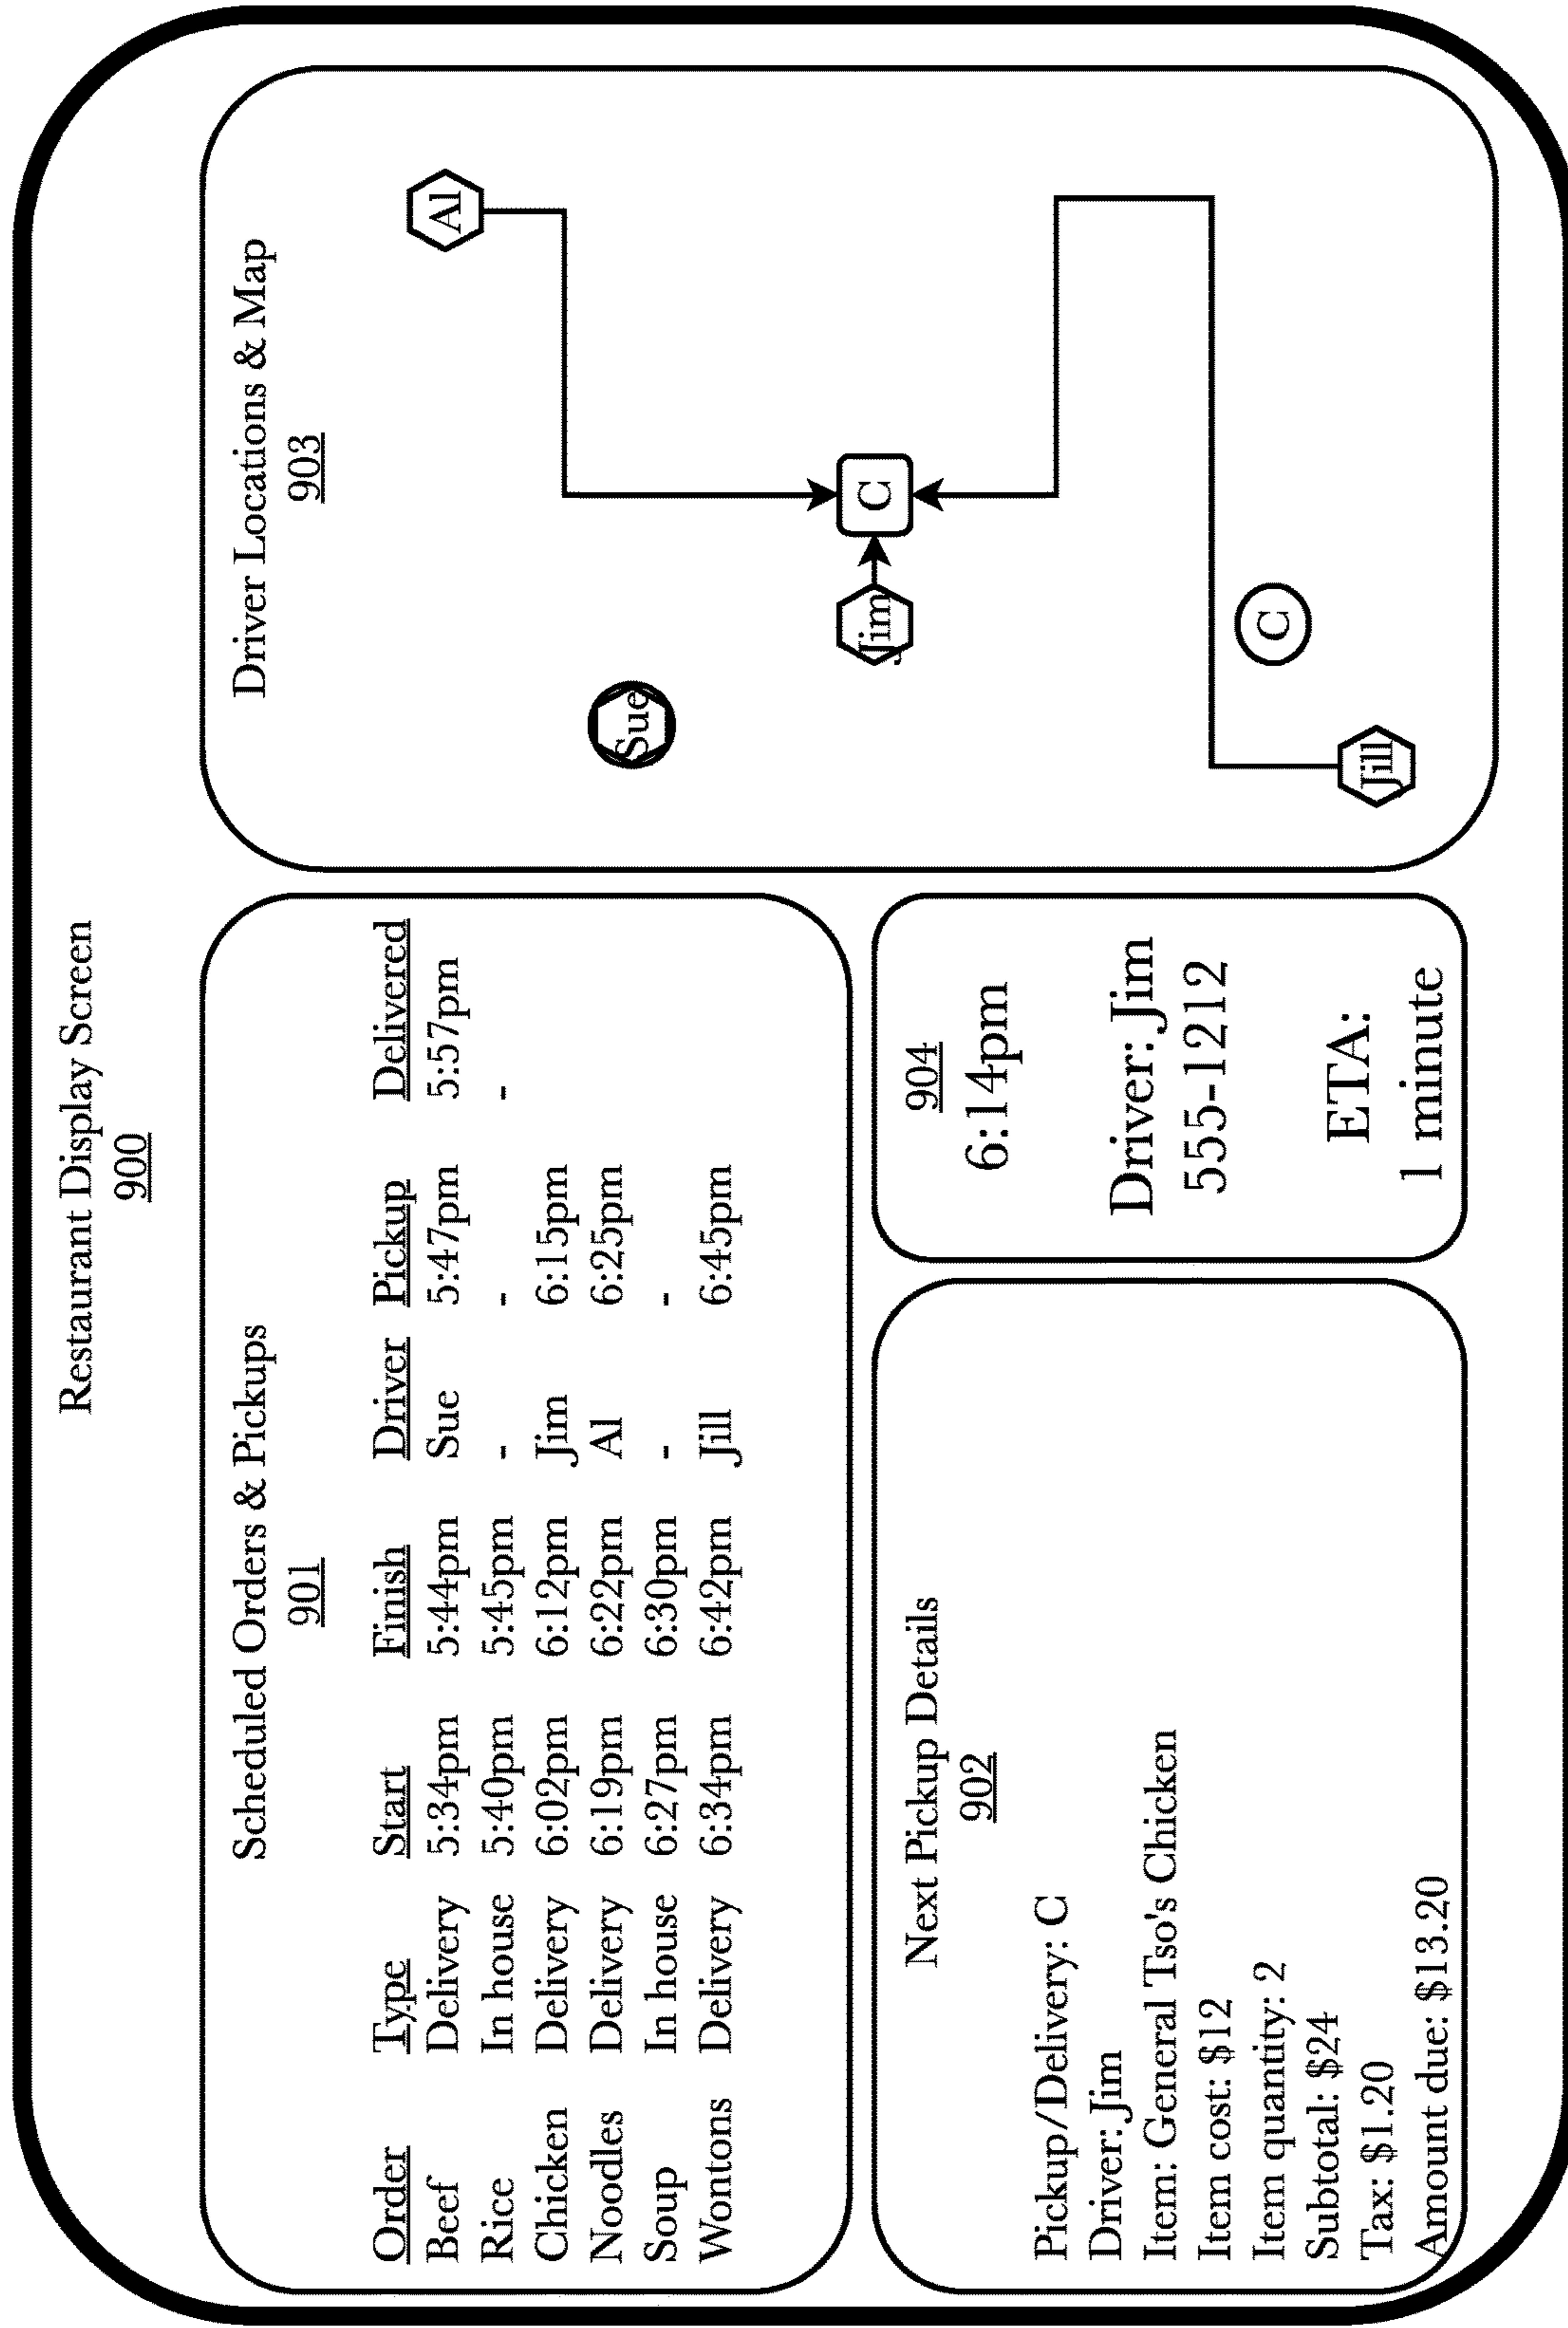 Restaurant Display Screen
900
Scheduled Orders & Pickups
901
Order Type Start Finish Driver Pickup Delivered
Beef Delivery 5:34pm 5:44pm Sue 5:47pm 5:57pm
Rice In house 5:40pm 5:45pm - - -
Chicken Delivery 6:02pm 6:12pm Jim 6:15pm
Noodles Delivery 6:19pm 6:22pm Al 6:25pm
Soup In house 6:27pm 6:30pm - -
Wontons Delivery 6:34pm 6:42pm Jill 6:45pm
Next Pickup Details
902
Pickup/Delivery: C
Driver: Jim
Item: General Tso's Chicken
Item cost: $12
Item quantity: 2
Subtotal: $24
Tax: $1.20
Amount due: $13.20
904
6:14pm
Driver: Jim
555-1212
ETA:
1 minute
Driver Locations & Map
903
Al
Sue
Jim
C
C
Jill